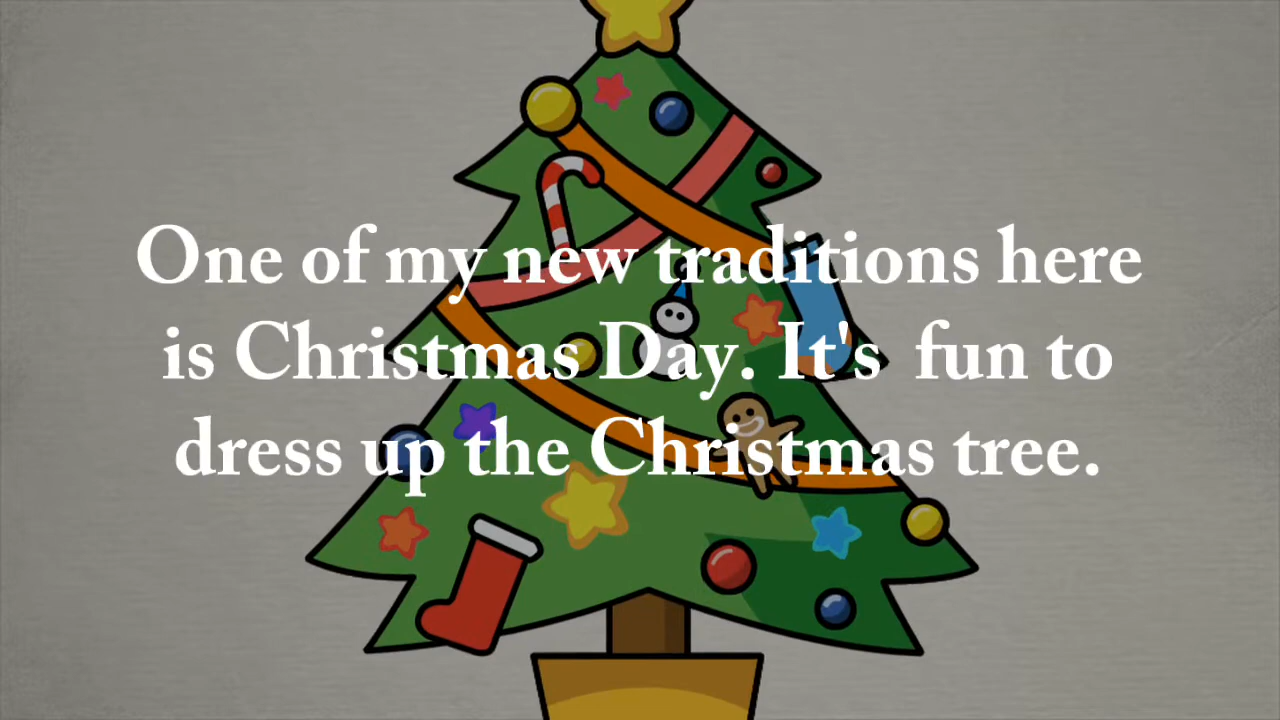 One of my new traditions here
is Christmas Day. It's  fun to
dress up the Christmas tree.